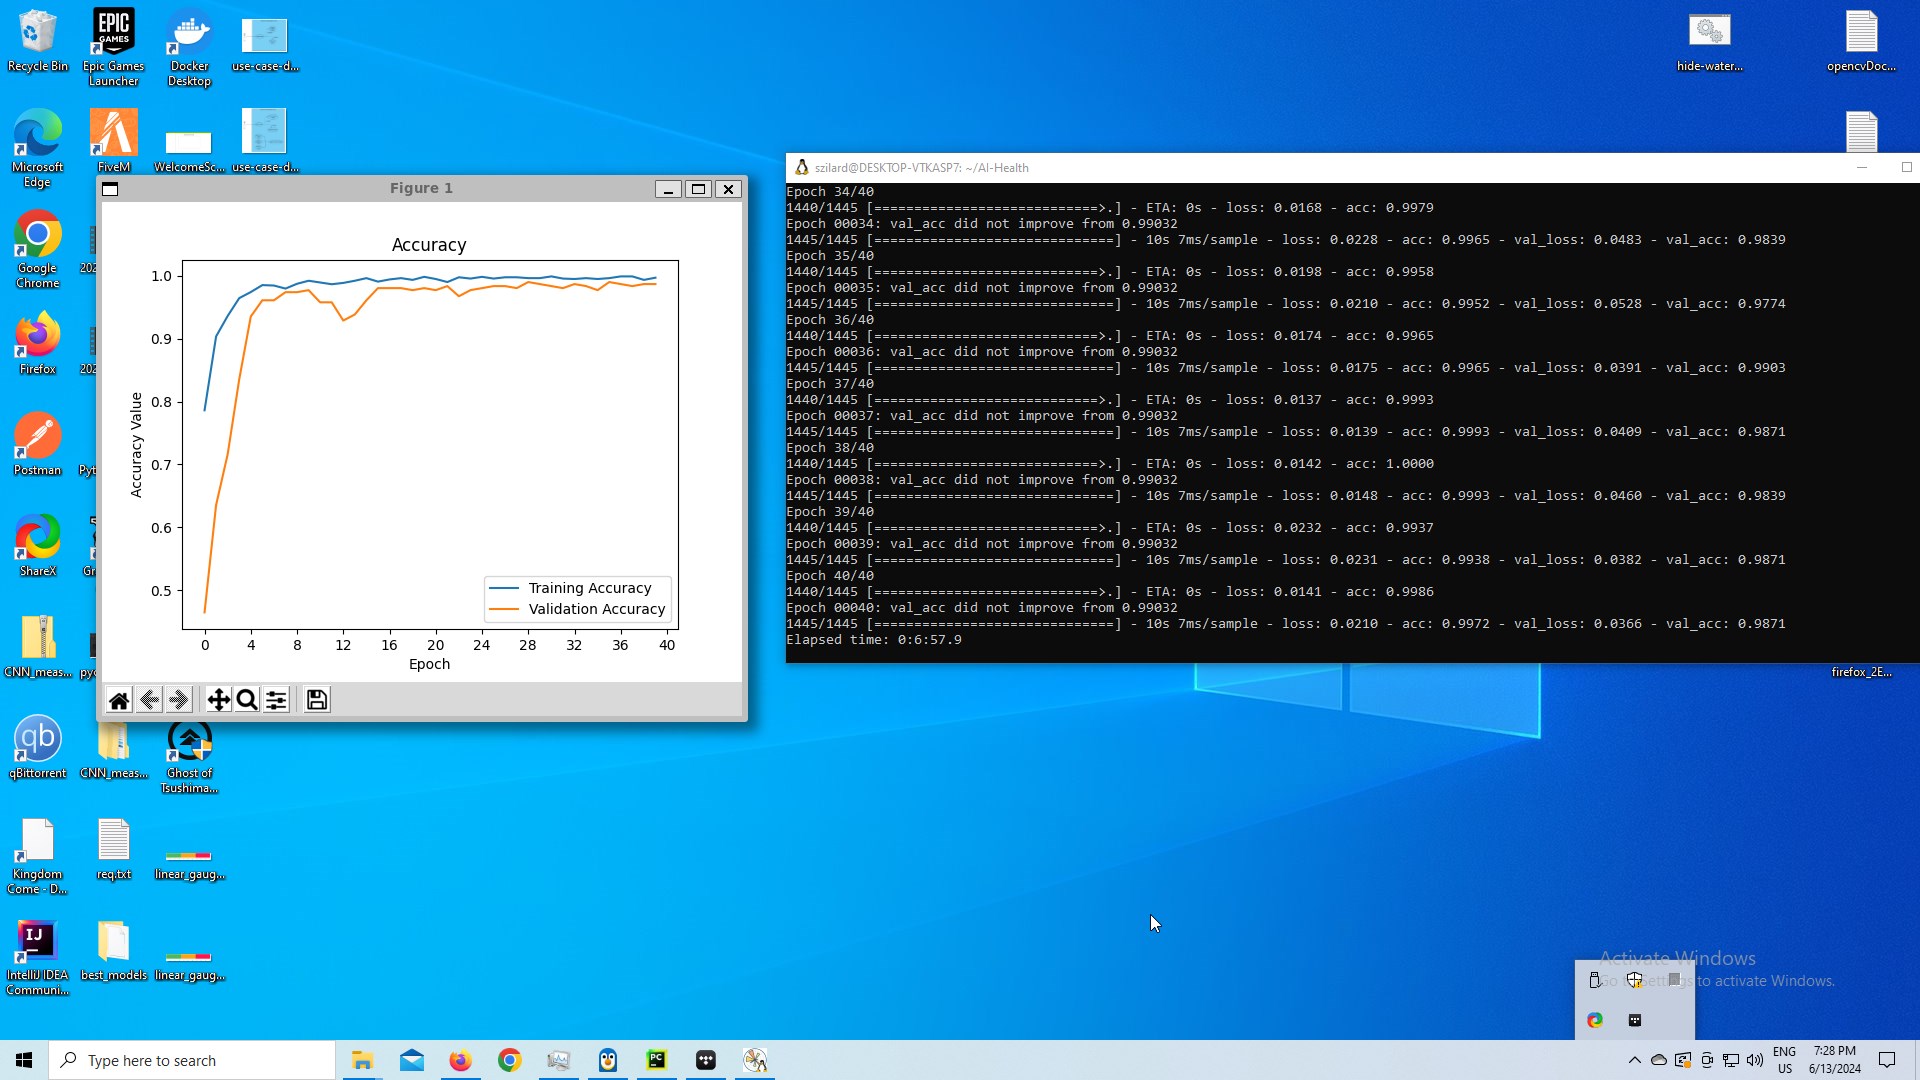 Recycle Bin
Epic Games
Launcher
Docker
Desktop
use-case-d...
hide-water...
opencvDoc...
EPIC
GAMES
Microsoft
Edge
FiveM
WelcomeSc...
use-case-d...
Google
Chrome
202
Firefox
202
Postman
Pyt
ShareX
Gr
CNN_meas...
pyc
qb
qBittorrent
CNN_meas...
Ghost of
Tsushima...
Kingdom
Come - D...
req.txt
linear_gaug...
IJ
IntelliJ IDEA
Communi...
best_models
linear_gaug...
firefox_2E...
Figure 1
Accuracy
1.0
0.9
0.8
0.7
0.6
0.5
Accuracy Value
Training Accuracy
Validation Accuracy
0 4 8 12 16 20 24 28 32 36 40
Epoch
szilard@DESKTOP-VTKASP7: ~/AI-Health
Epoch 34/40
1440/1445 [============================>.] - ETA: 0s - loss: 0.0168 - acc: 0.9979
Epoch 00034: val_acc did not improve from 0.99032
1445/1445 [==============================] - 10s 7ms/sample - loss: 0.0228 - acc: 0.9965 - val_loss: 0.0483 - val_acc: 0.9839
Epoch 35/40
1440/1445 [============================>.] - ETA: 0s - loss: 0.0198 - acc: 0.9958
Epoch 00035: val_acc did not improve from 0.99032
1445/1445 [==============================] - 10s 7ms/sample - loss: 0.0210 - acc: 0.9952 - val_loss: 0.0528 - val_acc: 0.9774
Epoch 36/40
1440/1445 [============================>.] - ETA: 0s - loss: 0.0174 - acc: 0.9965
Epoch 00036: val_acc did not improve from 0.99032
1445/1445 [==============================] - 10s 7ms/sample - loss: 0.0175 - acc: 0.9965 - val_loss: 0.0391 - val_acc: 0.9903
Epoch 37/40
1440/1445 [============================>.] - ETA: 0s - loss: 0.0137 - acc: 0.9993
Epoch 00037: val_acc did not improve from 0.99032
1445/1445 [==============================] - 10s 7ms/sample - loss: 0.0139 - acc: 0.9993 - val_loss: 0.0409 - val_acc: 0.9871
Epoch 38/40
1440/1445 [============================>.] - ETA: 0s - loss: 0.0142 - acc: 1.0000
Epoch 00038: val_acc did not improve from 0.99032
1445/1445 [==============================] - 10s 7ms/sample - loss: 0.0148 - acc: 0.9993 - val_loss: 0.0460 - val_acc: 0.9839
Epoch 39/40
1440/1445 [============================>.] - ETA: 0s - loss: 0.0232 - acc: 0.9937
Epoch 00039: val_acc did not improve from 0.99032
1445/1445 [==============================] - 10s 7ms/sample - loss: 0.0231 - acc: 0.9938 - val_loss: 0.0382 - val_acc: 0.9871
Epoch 40/40
1440/1445 [============================>.] - ETA: 0s - loss: 0.0141 - acc: 0.9986
Epoch 00040: val_acc did not improve from 0.99032
1445/1445 [==============================] - 10s 7ms/sample - loss: 0.0210 - acc: 0.9972 - val_loss: 0.0366 - val_acc: 0.9871
Elapsed time: 0:6:57.9
Activate Windows
Go to Settings to activate Windows.
Type here to search
PC
ENG
US
7:28 PM
6/13/2024